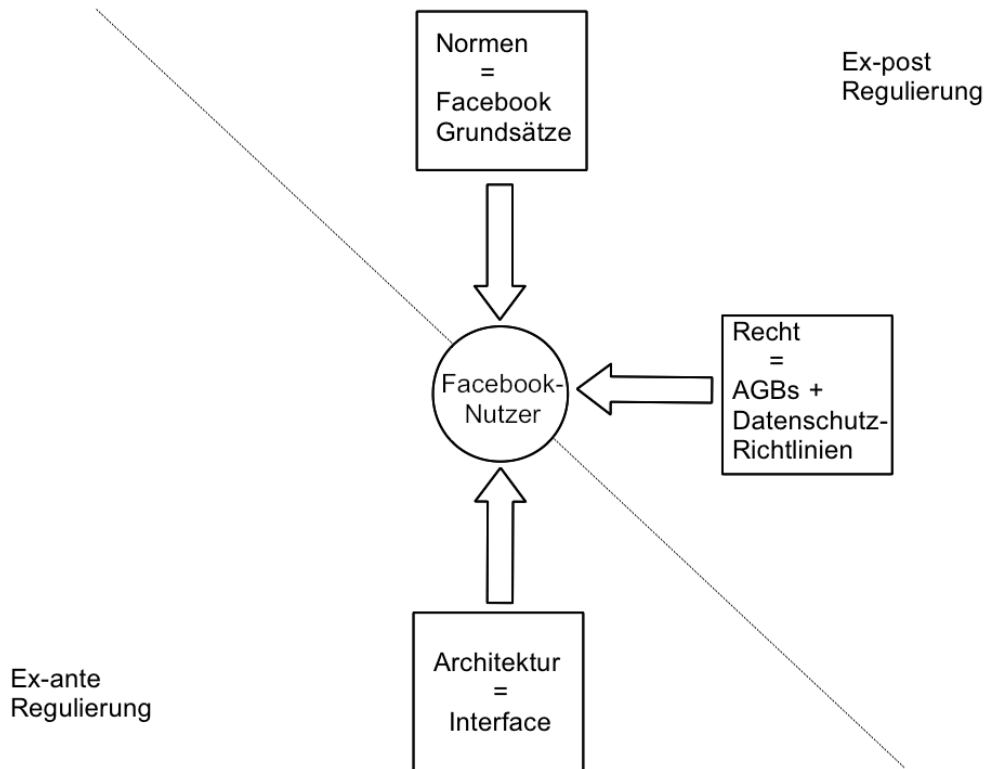 Normen
=
Facebook
Grundsätze
Ex-post
Regulierung
Facebook-
Nutzer
Recht
=
AGBs +
Datenschutz-
Richtlinien
Architektur
=
Interface
Ex-ante
Regulierung